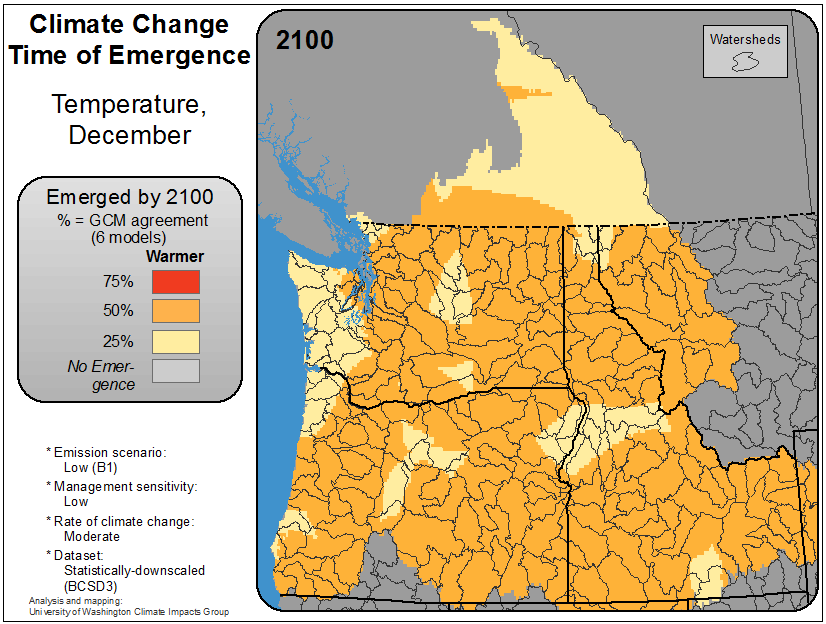 Climate Change
Time of Emergence
Temperature,
December
Emerged by 2100
% = GCM agreement
(6 models)
Warmer
75%
50%
25%
No Emer-
gence
* Emission scenario:
Low (B1)
* Management sensitivity:
Low
* Rate of climate change:
Moderate
* Dataset:
Statistically-downscaled
(BCSD3)
Analysis and mapping:
University of Washington Climate Impacts Group
2100
Watersheds